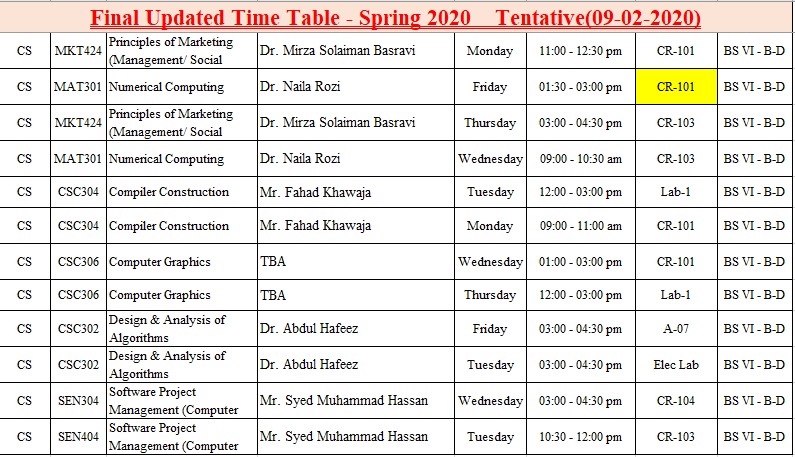 Final Updated Time Table - Spring 2020 Tentative(09-02-2020)
CS MKT424 Principles of Marketing (Management/ Social Dr. Mirza Solaiman Basravi Monday 11:00 - 12:30 pm CR-101 BS VI - B-D
CS MAT301 Numerical Computing Dr. Naila Rozi Friday 01:30 - 03:00 pm CR-101 BS VI - B-D
CS MKT424 Principles of Marketing (Management/ Social Dr. Mirza Solaiman Basravi Thursday 03:00 - 04:30 pm CR-103 BS VI - B-D
CS MAT301 Numerical Computing Dr. Naila Rozi Wednesday 09:00 - 10:30 am CR-103 BS VI - B-D
CS CSC304 Compiler Construction Mr. Fahad Khawaja Tuesday 12:00 - 03:00 pm Lab-1 BS VI - B-D
CS CSC304 Compiler Construction Mr. Fahad Khawaja Monday 09:00 - 11:00 am CR-101 BS VI - B-D
CS CSC306 Computer Graphics TBA Wednesday 01:00 - 03:00 pm CR-101 BS VI - B-D
CS CSC306 Computer Graphics TBA Thursday 12:00 - 03:00 pm Lab-1 BS VI - B-D
CS CSC302 Design & Analysis of Algorithms Dr. Abdul Hafeez Friday 03:00 - 04:30 pm A-07 BS VI - B-D
CS CSC302 Design & Analysis of Algorithms Dr. Abdul Hafeez Tuesday 03:00 - 04:30 pm Elec Lab BS VI - B-D
CS SEN304 Software Project Management (Computer Mr. Syed Muhammad Hassan Wednesday 03:00 - 04:30 pm CR-104 BS VI - B-D
CS SEN404 Software Project Management (Computer Mr. Syed Muhammad Hassan Tuesday 10:30 - 12:00 pm CR-103 BS VI - B-D